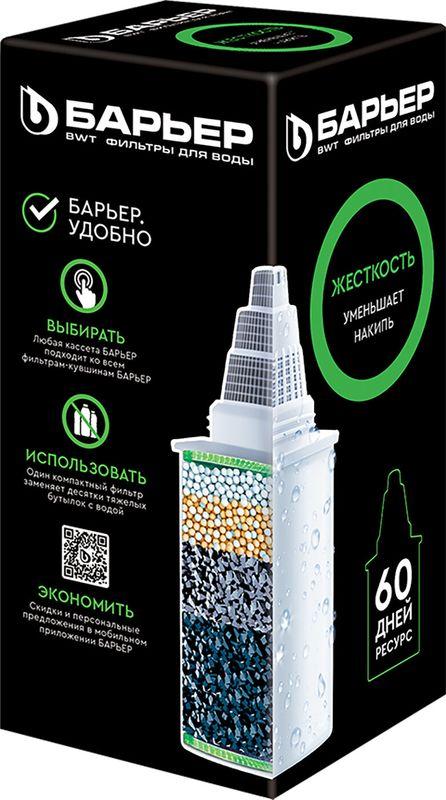 ЖЕСТКОСТЬ
БАРЬЕР
BWT ФИЛЬТРЫ ДЛЯ ВОДЫ
БАРЬЕР.
УДОБНО
ВЫБИРАТЬ
Любая кассета БАРЬЕР
подходит ко всем
фильтрам-кувшинам БАРЬЕР
ИСПОЛЬЗОВАТЬ
Один компактный фильтр
заменяет десятки тяжелых
бутылок с водой
ЭКОНОМИТЬ
Скидки и персональные
предложения в мобильном
приложении БАРЬЕР
БАРЬЕР
BWT ФИЛЬТРЫ ДЛЯ ВОДЫ
ЖЕСТКОСТЬ
УМЕНЬШАЕТ
НАКИПЬ
60
ДНЕЙ
РЕСУРС